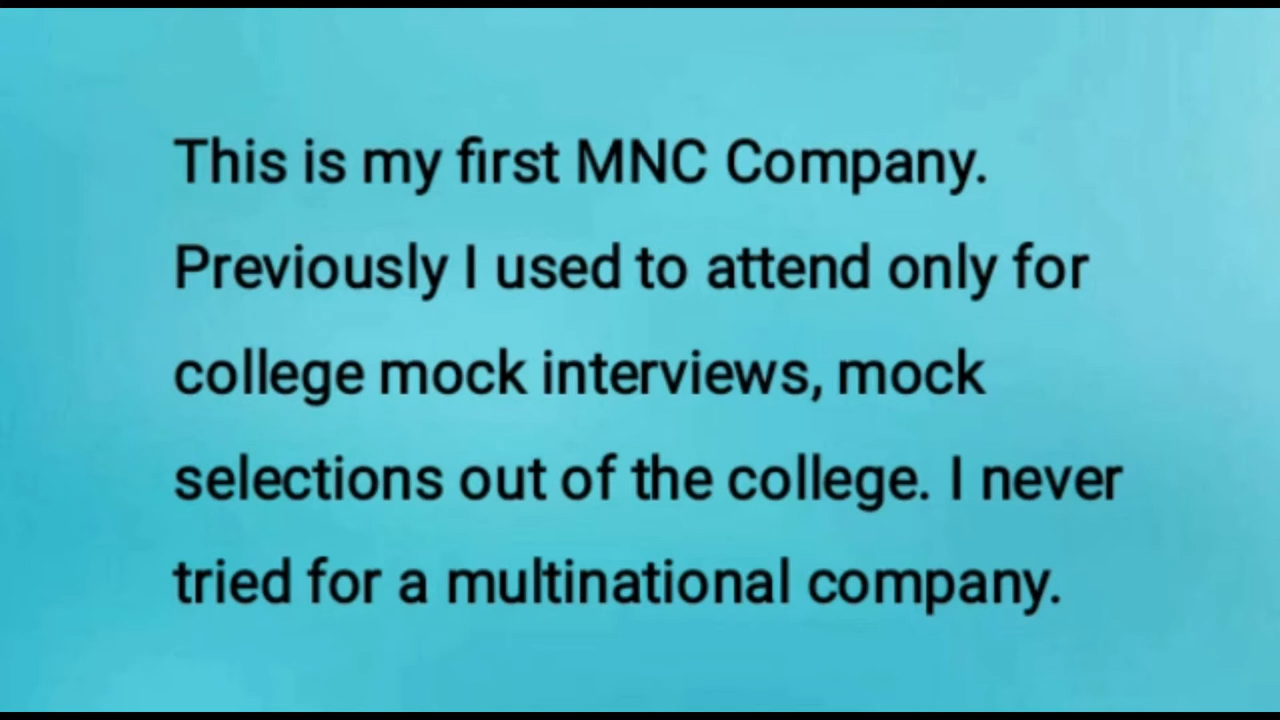 This is my first MNC Company.
Previously I used to attend only for
college mock interviews, mock
selections out of the college. I never
tried for a multinational company.